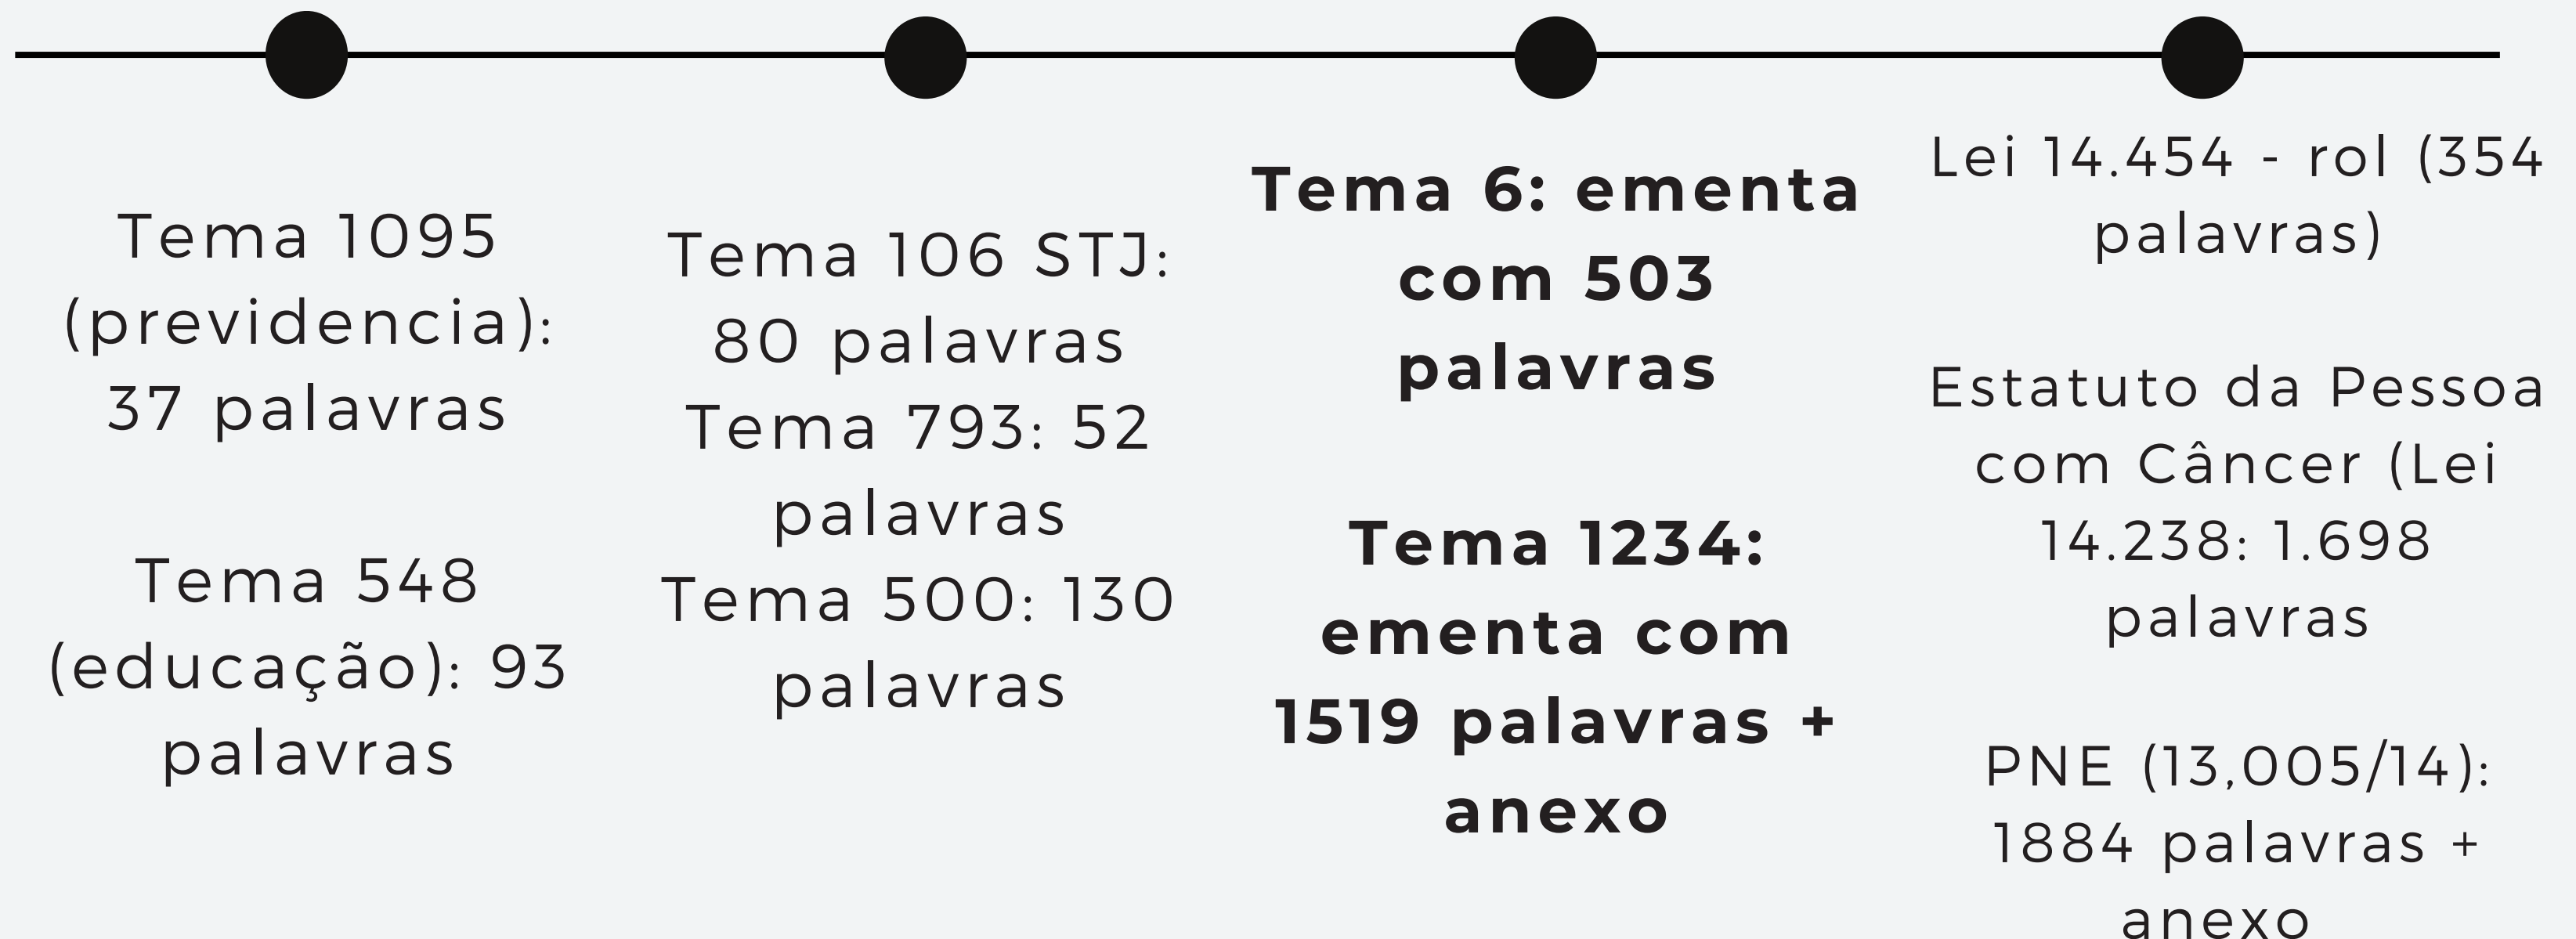 Tema 1095
(previdencia):
37 palavras
Tema 548
(educação): 93
palavras
Tema 106 STJ:
80 palavras
Tema 793: 52
palavras
Tema 500: 130
palavras
Tema 6: ementa
com 503
palavras
Tema 1234:
ementa com
1519 palavras +
anexo
Lei 14.454 - rol (354
palavras)
Estatuto da Pessoa
com Câncer (Lei
14.238: 1.698
palavras
PNE (13,005/14):
1884 palavras +
anexo